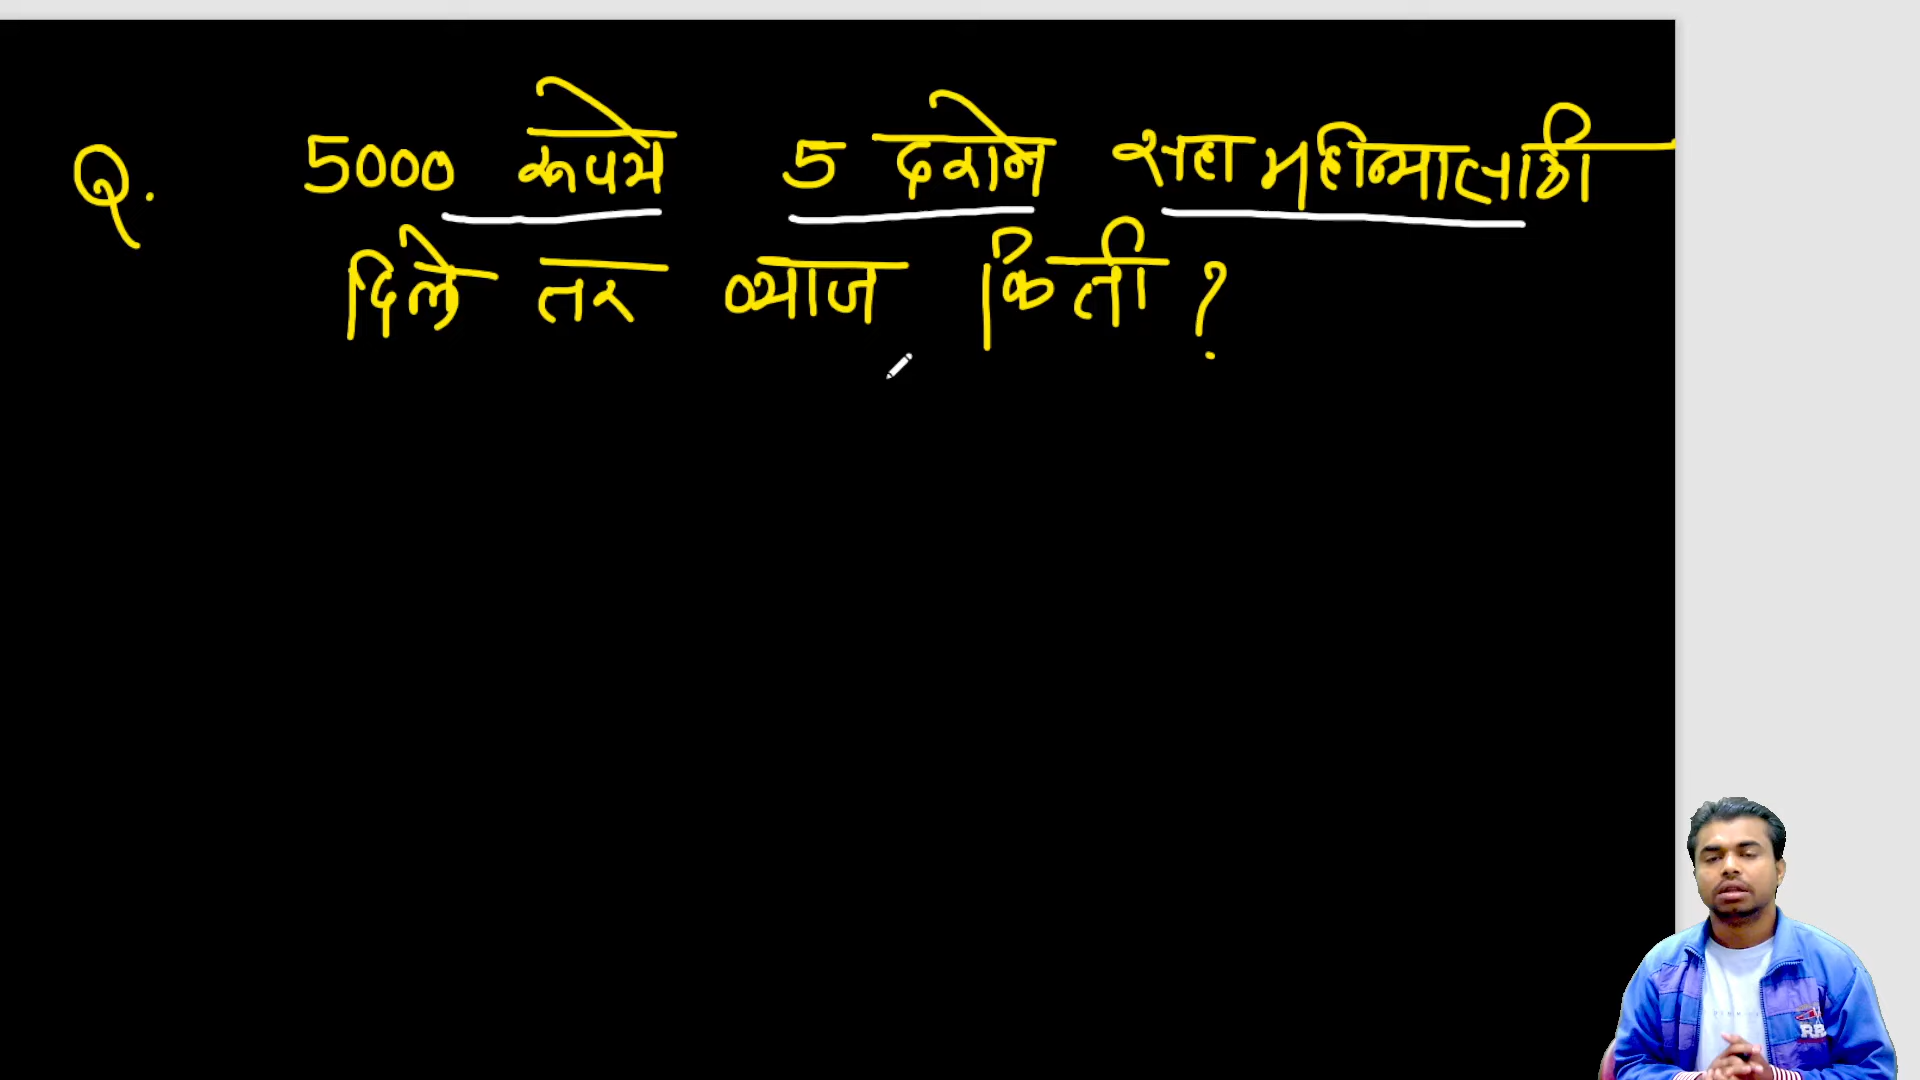 Q. 5000 रूपये 5 दराने सहा महीन्यासाठी
दिले तर व्याज किती ?